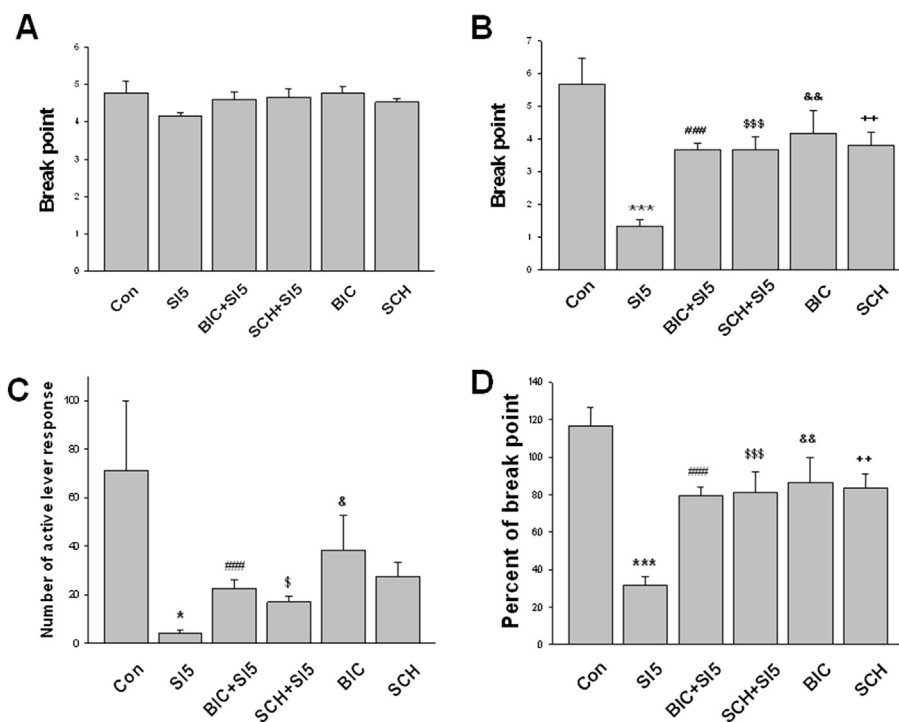 A
Break point
6
5
4
3
2
1
0
Con
SI5
BIC+SI5
SCH+SI5
BIC
SCH
B
Break point
7
6
5
4
3
2
1
0
***
###
$$$
&&
++
Con
SI5
BIC+SI5
SCH+SI5
BIC
SCH
C
Number of active lever response
100
80
60
40
20
0
*
###
$
&
Con
SI5
BIC+SI5
SCH+SI5
BIC
SCH
D
Percent of break point
140
120
100
80
60
40
20
0
***
###
$$$
&&
++
Con
SI5
BIC+SI5
SCH+SI5
BIC
SCH